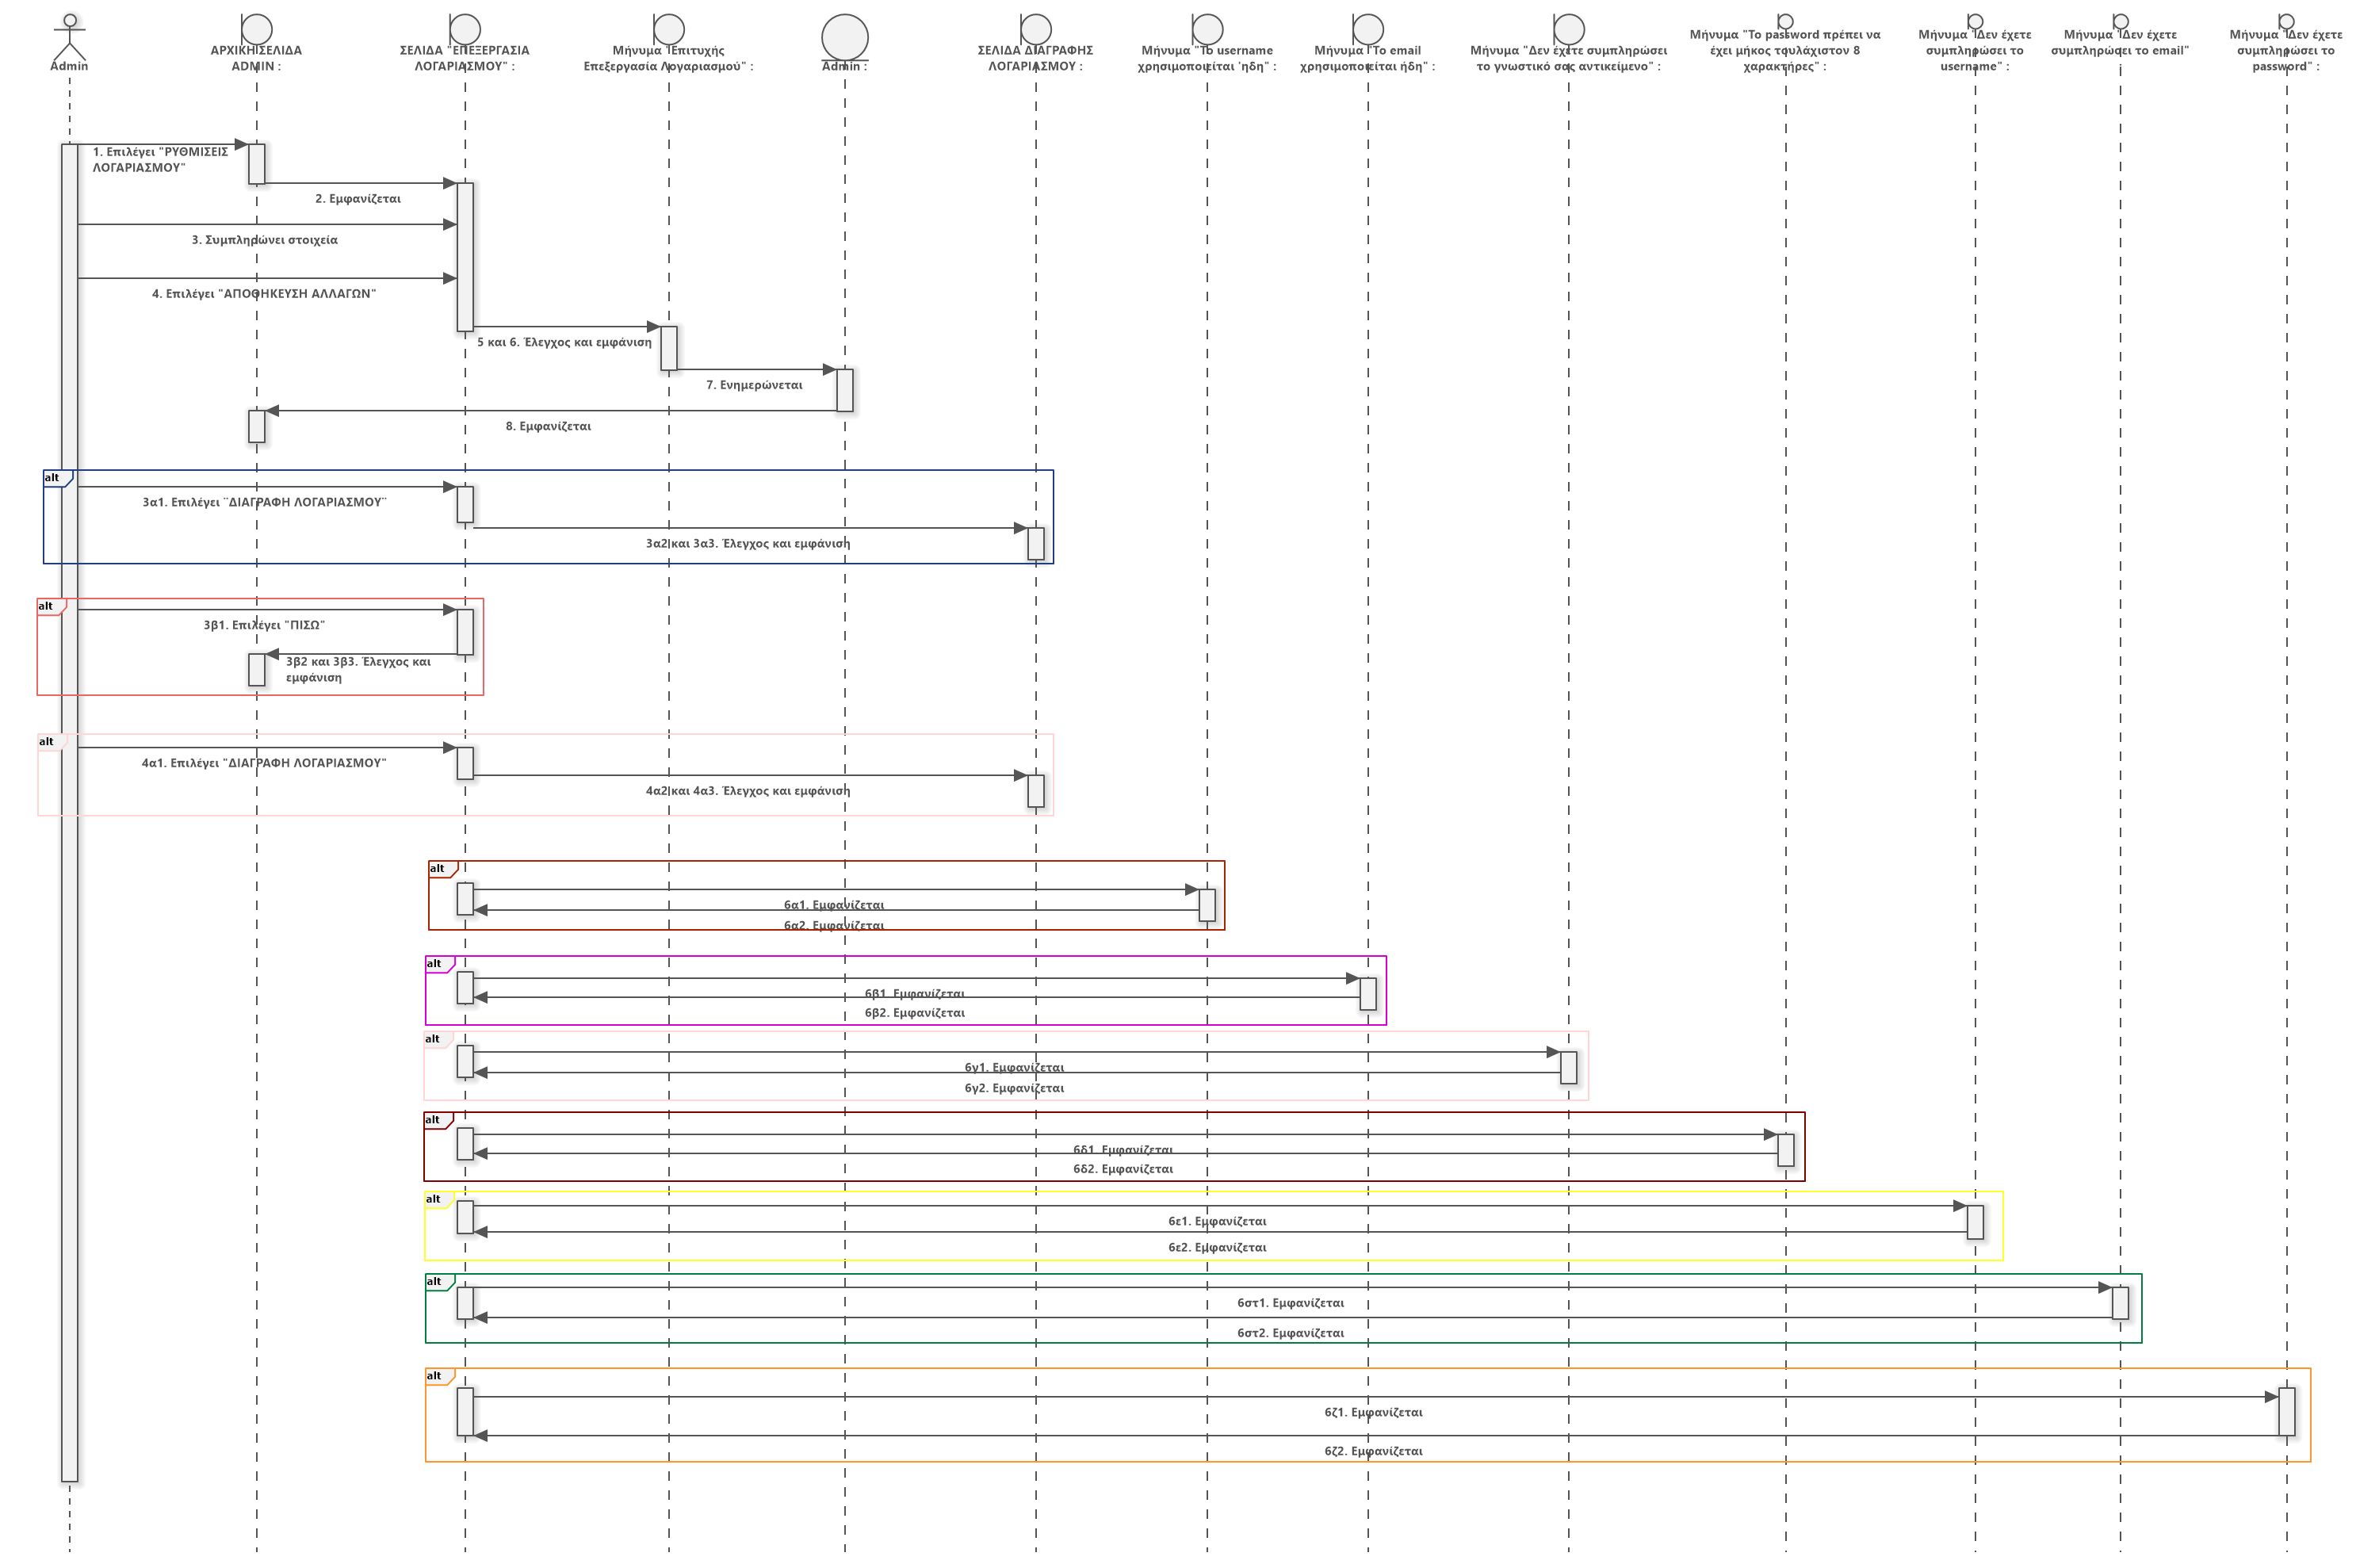 Admin
ΑΡΧΙΚΗ ΣΕΛΙΔΑ
ADMIN :
ΣΕΛΙΔΑ "ΕΠΕΞΕΡΓΑΣΙΑ
ΛΟΓΑΡΙΑΣΜΟΥ" :
Μήνυμα "Επιτυχής
Επεξεργασία Λογαριασμού" :
Admin :
ΣΕΛΙΔΑ ΔΙΑΓΡΑΦΗΣ
ΛΟΓΑΡΙΑΣΜΟΥ :
Μήνυμα "Το username
χρησιμοποιείται 'ηδη" :
Μήνυμα "Το email
χρησιμοποιείται ήδη" :
Μήνυμα "Δεν έχετε συμπληρώσει
το γνωστικό σας αντικείμενο" :
Μήνυμα "Το password πρέπει να
έχει μήκος τουλάχιστον 8
χαρακτήρες" :
Μήνυμα "Δεν έχετε
συμπληρώσει το
username" :
Μήνυμα "Δεν έχετε
συμπληρώσει το email"
:
Μήνυμα "Δεν έχετε
συμπληρώσει το
password" :
1. Επιλέγει "ΡΥΘΜΙΣΕΙΣ
ΛΟΓΑΡΙΑΣΜΟΥ"
2. Εμφανίζεται
3. Συμπληρώνει στοιχεία
4. Επιλέγει "ΑΠΟΘΗΚΕΥΣΗ ΑΛΛΑΓΩΝ"
5 και 6. Έλεγχος και εμφάνιση
7. Ενημερώνεται
8. Εμφανίζεται
alt
3α1. Επιλέγει ¨ΔΙΑΓΡΑΦΗ ΛΟΓΑΡΙΑΣΜΟΥ¨
3α2 και 3α3. Έλεγχος και εμφάνιση
alt
3β1. Επιλέγει "ΠΙΣΩ"
3β2 και 3β3. Έλεγχος και
εμφάνιση
alt
4α1. Επιλέγει "ΔΙΑΓΡΑΦΗ ΛΟΓΑΡΙΑΣΜΟΥ"
4α2 και 4α3. Έλεγχος και εμφάνιση
alt
6α1. Εμφανίζεται
6α2. Εμφανίζεται
alt
6β1. Εμφανίζεται
6β2. Εμφανίζεται
alt
6γ1. Εμφανίζεται
6γ2. Εμφανίζεται
alt
6δ1. Εμφανίζεται
6δ2. Εμφανίζεται
alt
6ε1. Εμφανίζεται
6ε2. Εμφανίζεται
alt
6στ1. Εμφανίζεται
6στ2. Εμφανίζεται
alt
6ζ1. Εμφανίζεται
6ζ2. Εμφανίζεται